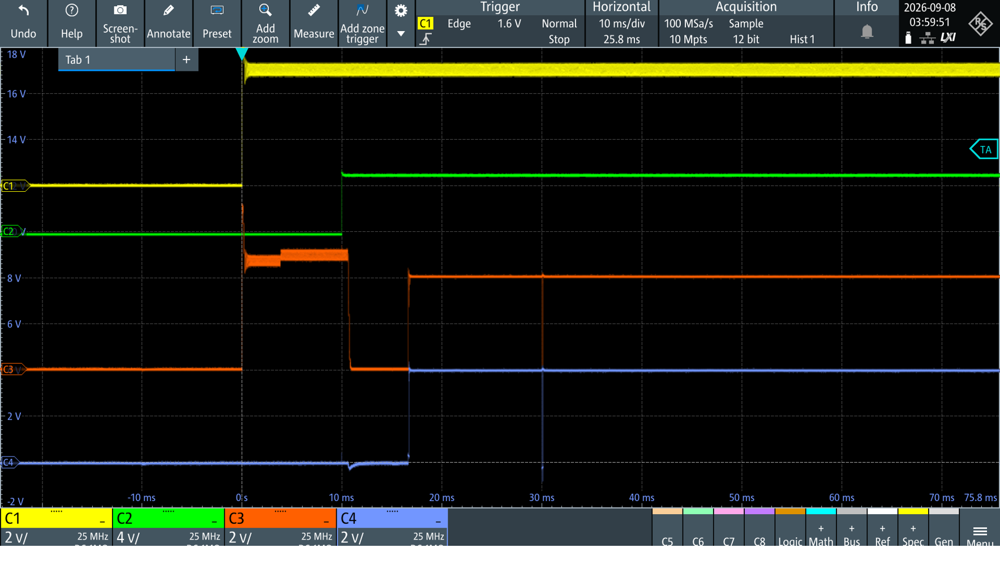 Undo
Help
Screen-
shot
Annotate
Preset
Add
zoom
Measure
Add zone
trigger
Trigger
C1 Edge 1.6 V Normal
Stop
Horizontal
10 ms/div
25.8 ms
Acquisition
100 MSa/s Sample
10 Mpts 12 bit Hist 1
Info
2026-09-08
03:59:51
LXI
R&S
18 V
Tab 1 +
16 V
14 V
TA
C1
C2
8 V
6 V
C3
2 V
C4
-2 V
-10 ms 0 s 10 ms 20 ms 30 ms 40 ms 50 ms 60 ms 70 ms 75.8 ms
C1
2 V/ 25 MHz
C2
4 V/ 25 MHz
C3
2 V/ 25 MHz
C4
2 V/ 25 MHz
C5 C6 C7 C8 Logic
+ Math
+ Bus
+ Ref
+ Spec
Gen
Menu